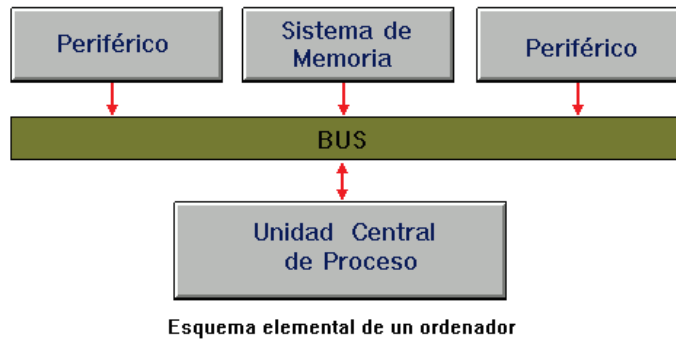 Periférico
Sistema de
Memoria
Periférico
BUS
Unidad Central
de Proceso
Esquema elemental de un ordenador